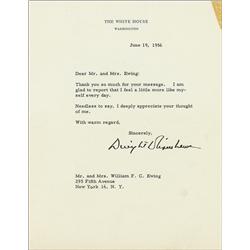 THE WHITE HOUSE
WASHINGTON
June 19, 1956
Dear Mr. and Mrs. Ewing:
Thank you so much for your message. I am
glad to report that I feel a little more like my-
self every day.
Needless to say, I deeply appreciate your thought
of me.
With warm regard,
Sincerely,
Dwight D Eisenhower
Mr. and Mrs. William F. C. Ewing
295 Fifth Avenue
New York 16, N. Y.